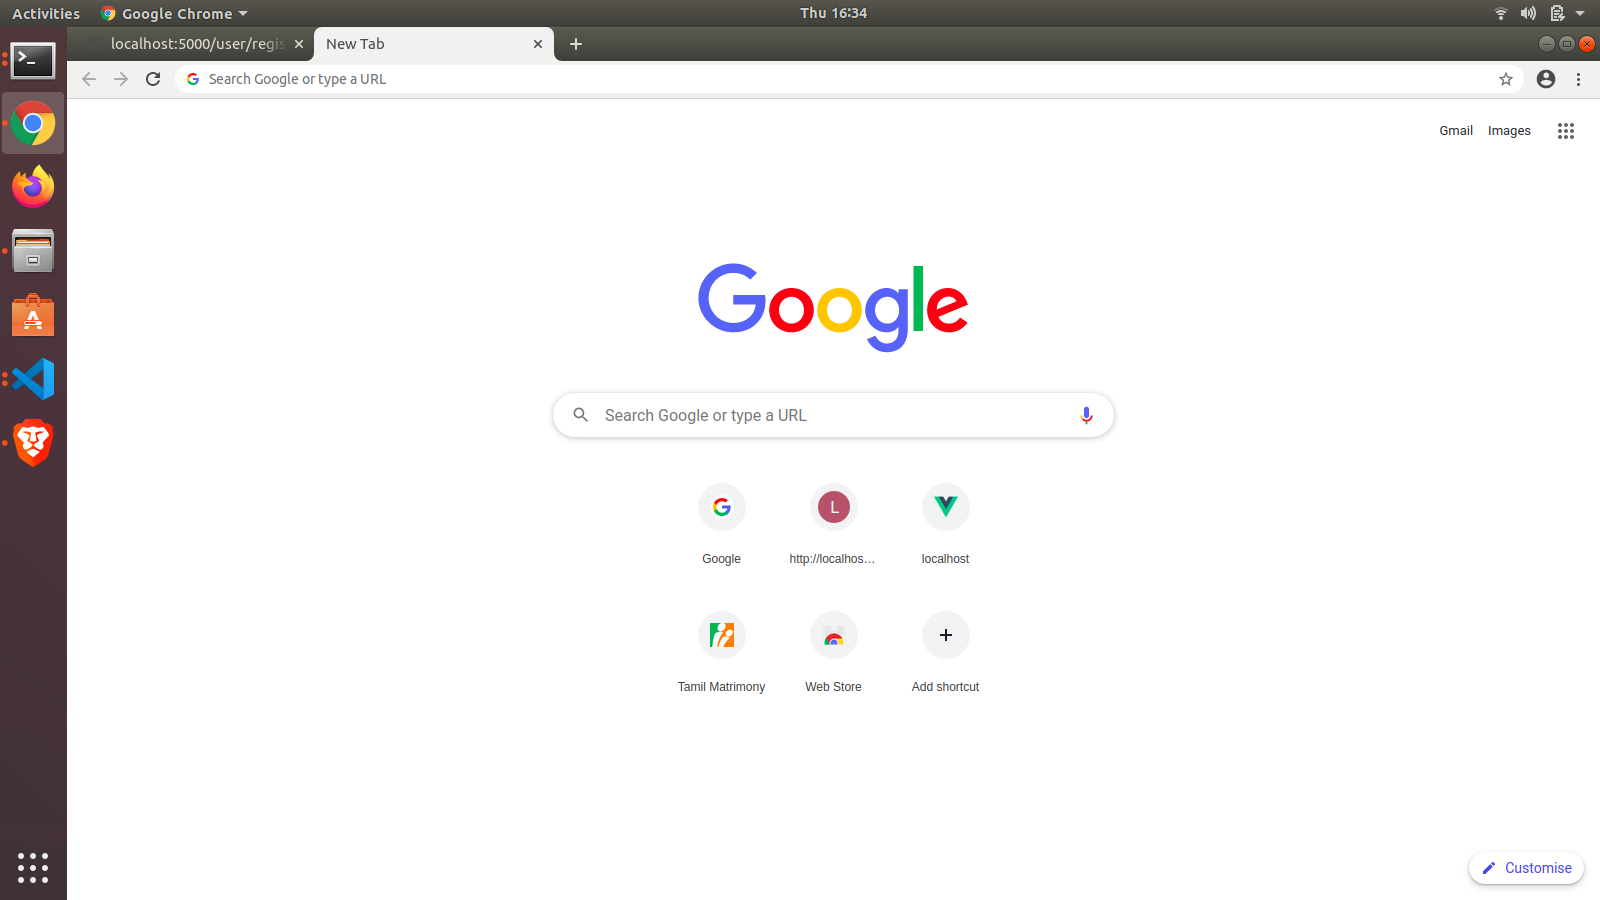 Activities
Google Chrome
Thu 16:34
localhost:5000/user/regis
New Tab
Search Google or type a URL
Gmail
Images
Google
Search Google or type a URL
L
Google
http://localhos…
localhost
Tamil Matrimony
Web Store
Add shortcut
Customise